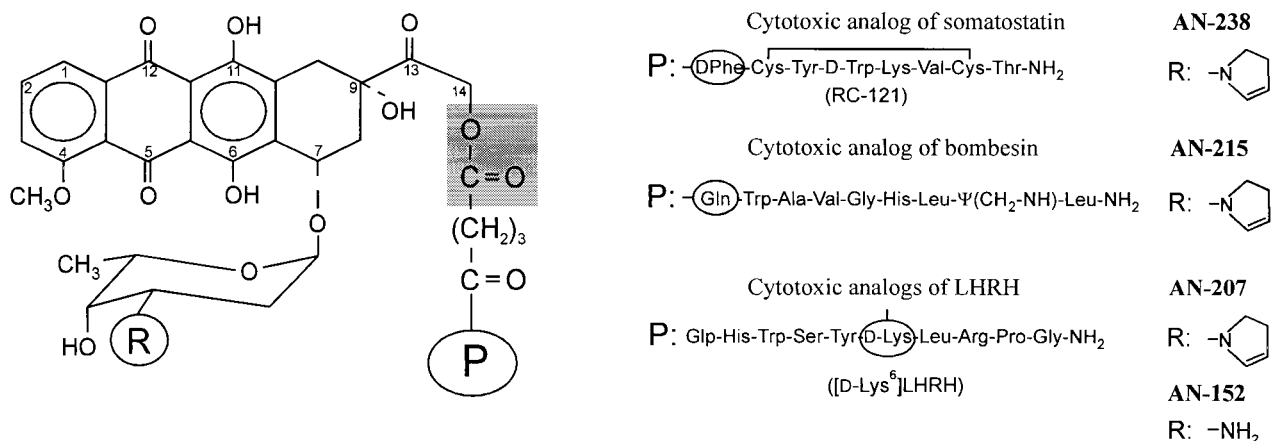 O
OH
O
1
12
11
13
2
9
14
OH
O
4
5
6
7
C=O
CH₃O
O
OH
O
(CH₂)₃
CH₃
O
C=O
HO
R
P
Cytotoxic analog of somatostatin AN-238
P: -DPhe-Cys-Tyr-D-Trp-Lys-Val-Cys-Thr-NH₂ R: -N
(RC-121)
Cytotoxic analog of bombesin AN-215
P: -Gln-Trp-Ala-Val-Gly-His-Leu-Ψ(CH₂-NH)-Leu-NH₂ R: -N
Cytotoxic analogs of LHRH AN-207
P: Glp-His-Trp-Ser-Tyr-D-Lys-Leu-Arg-Pro-Gly-NH₂ R: -N
([D-Lys⁶]LHRH) AN-152
R: -NH₂